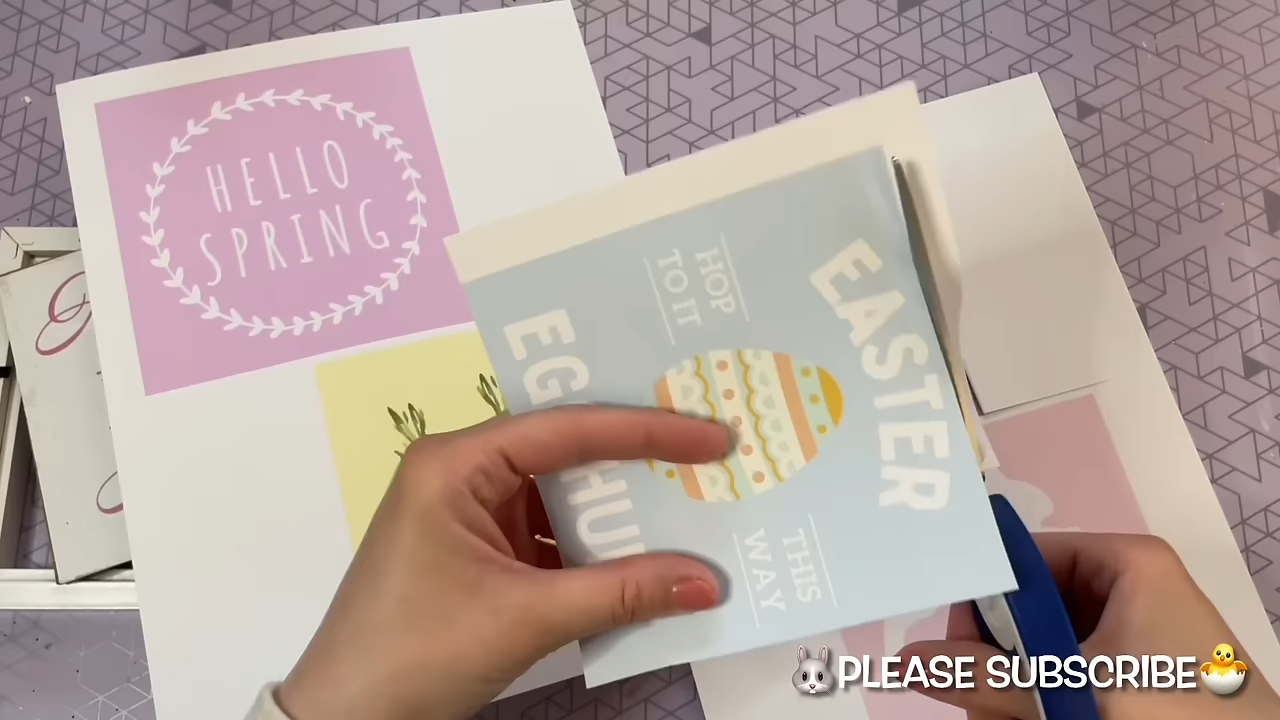 HELLO
SPRING
EASTER
HOP
TO IT
THIS
WAY
PLEASE SUBSCRIBE